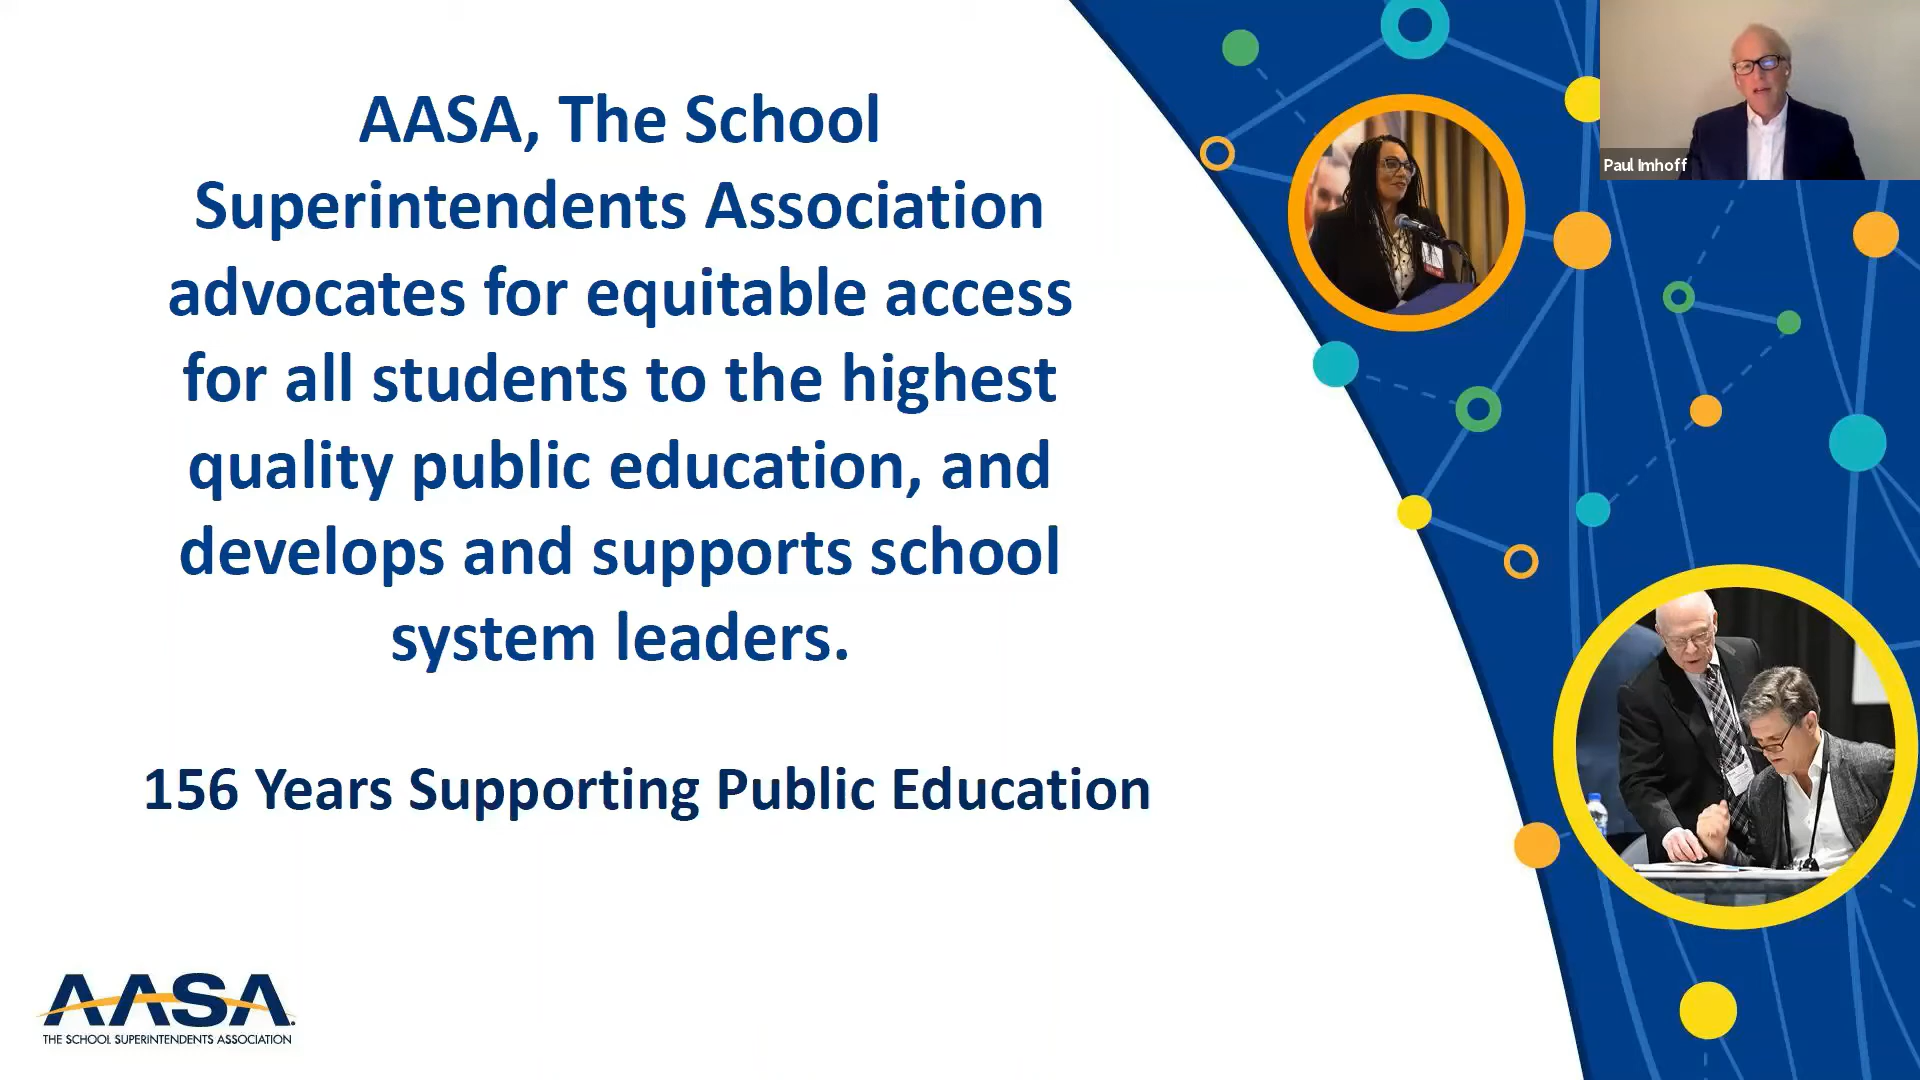 AASA, The School
Superintendents Association
advocates for equitable access
for all students to the highest
quality public education, and
develops and supports school
system leaders.
156 Years Supporting Public Education
AASA
THE SCHOOL SUPERINTENDENTS ASSOCIATION
Paul Imhoff